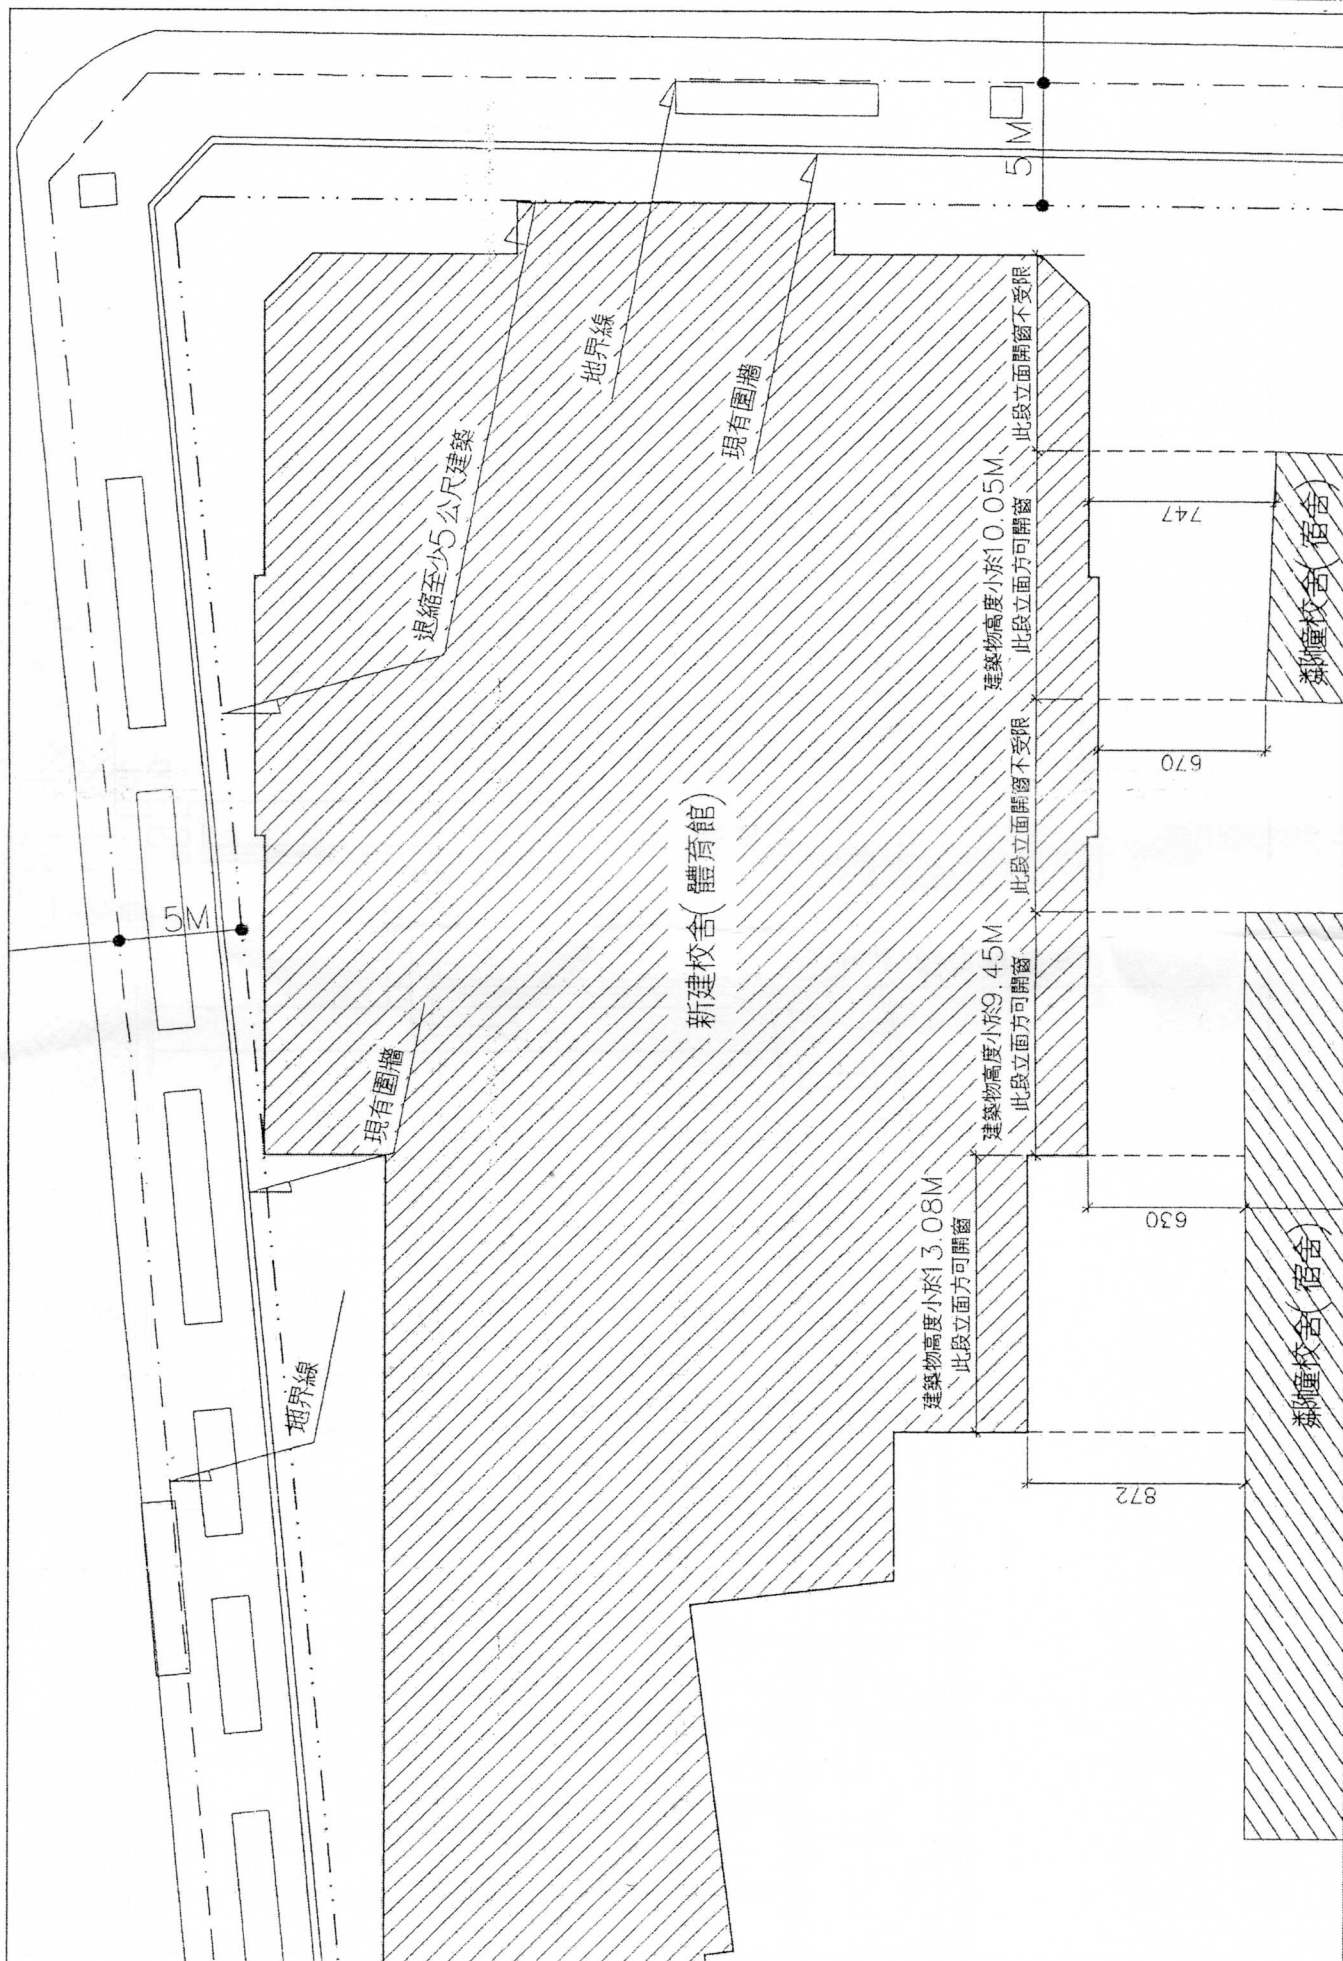 5M
地界線
現有圍牆
退縮至少5公尺建築
此段立面開窗不受限
建築物高度小於10.05M
此段立面方可開窗
747
鄰幢校舍(宿舍)
670
此段立面開窗不受限
新建校舍(體育館)
5M
建築物高度小於9.45M
此段立面方可開窗
現有圍牆
630
建築物高度小於13.08M
此段立面方可開窗
鄰幢校舍(宿舍)
地界線
872